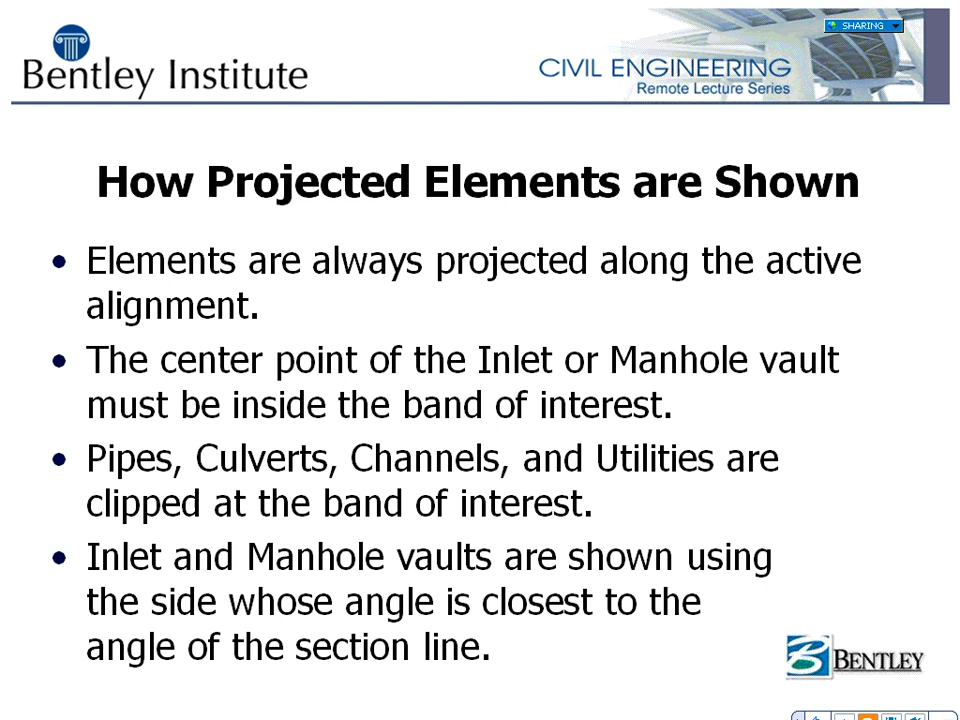 Bentley Institute
SHARING
CIVIL ENGINEERING
Remote Lecture Series
How Projected Elements are Shown
• Elements are always projected along the active
alignment.
• The center point of the Inlet or Manhole vault
must be inside the band of interest.
• Pipes, Culverts, Channels, and Utilities are
clipped at the band of interest.
• Inlet and Manhole vaults are shown using
the side whose angle is closest to the
angle of the section line.
B BENTLEY